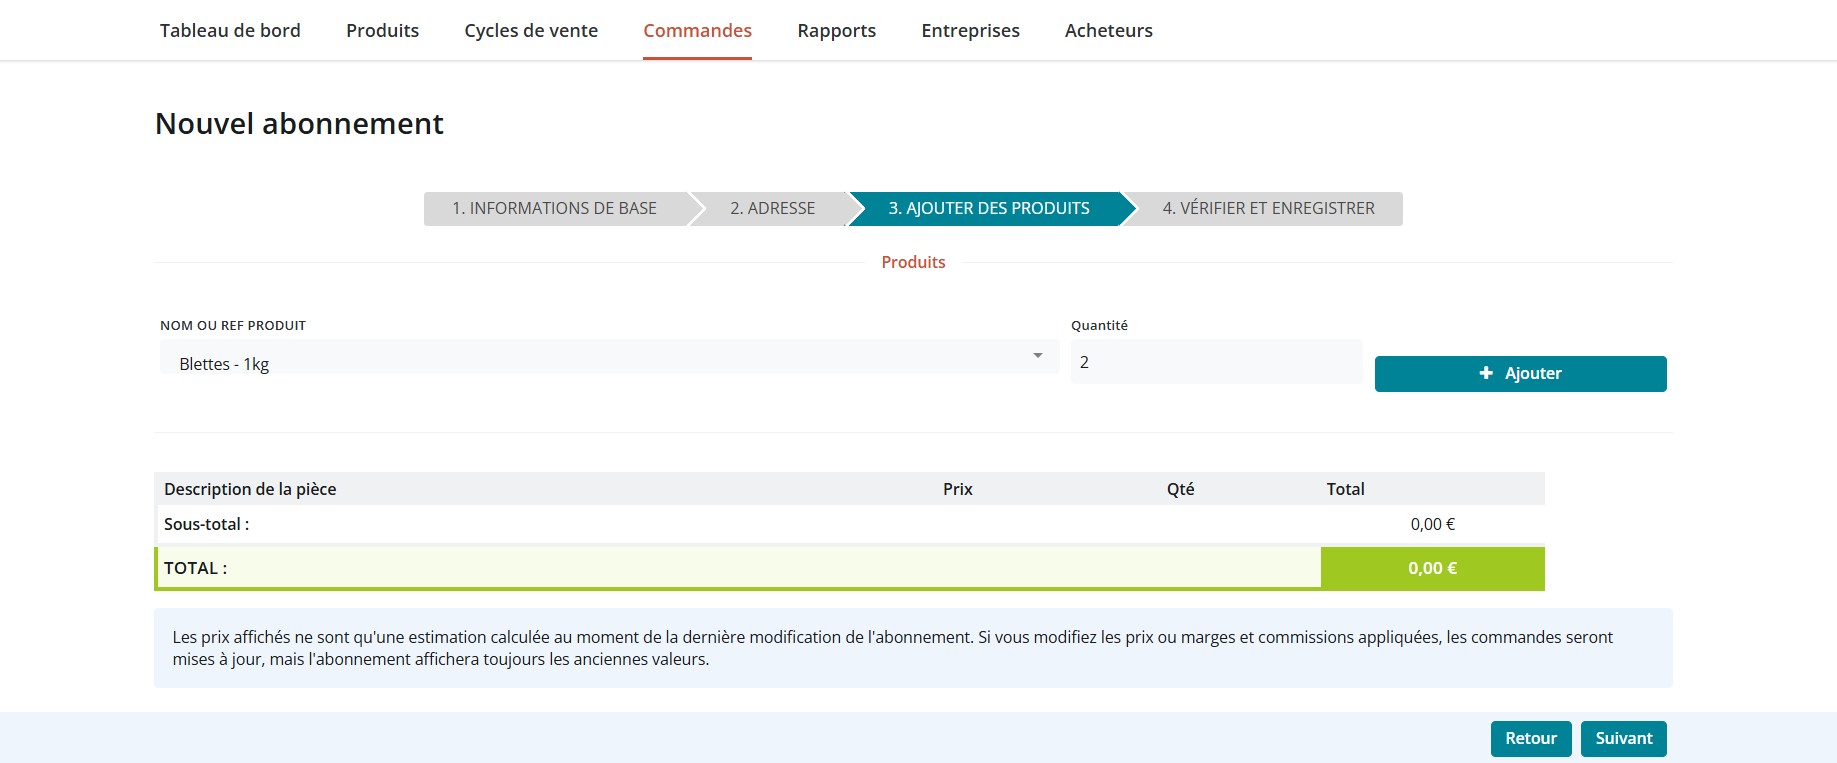 Tableau de bord Produits Cycles de vente Commandes Rapports Entreprises Acheteurs
Nouvel abonnement
1. INFORMATIONS DE BASE 2. ADRESSE 3. AJOUTER DES PRODUITS 4. VÉRIFIER ET ENREGISTRER
Produits
NOM OU REF PRODUIT Quantité
Blettes - 1kg 2 Ajouter
Description de la pièce Prix Qté Total
Sous-total : 0,00 €
TOTAL : 0,00 €
Les prix affichés ne sont qu'une estimation calculée au moment de la dernière modification de l'abonnement. Si vous modifiez les prix ou marges et commissions appliquées, les commandes seront
mises à jour, mais l'abonnement affichera toujours les anciennes valeurs.
Retour Suivant